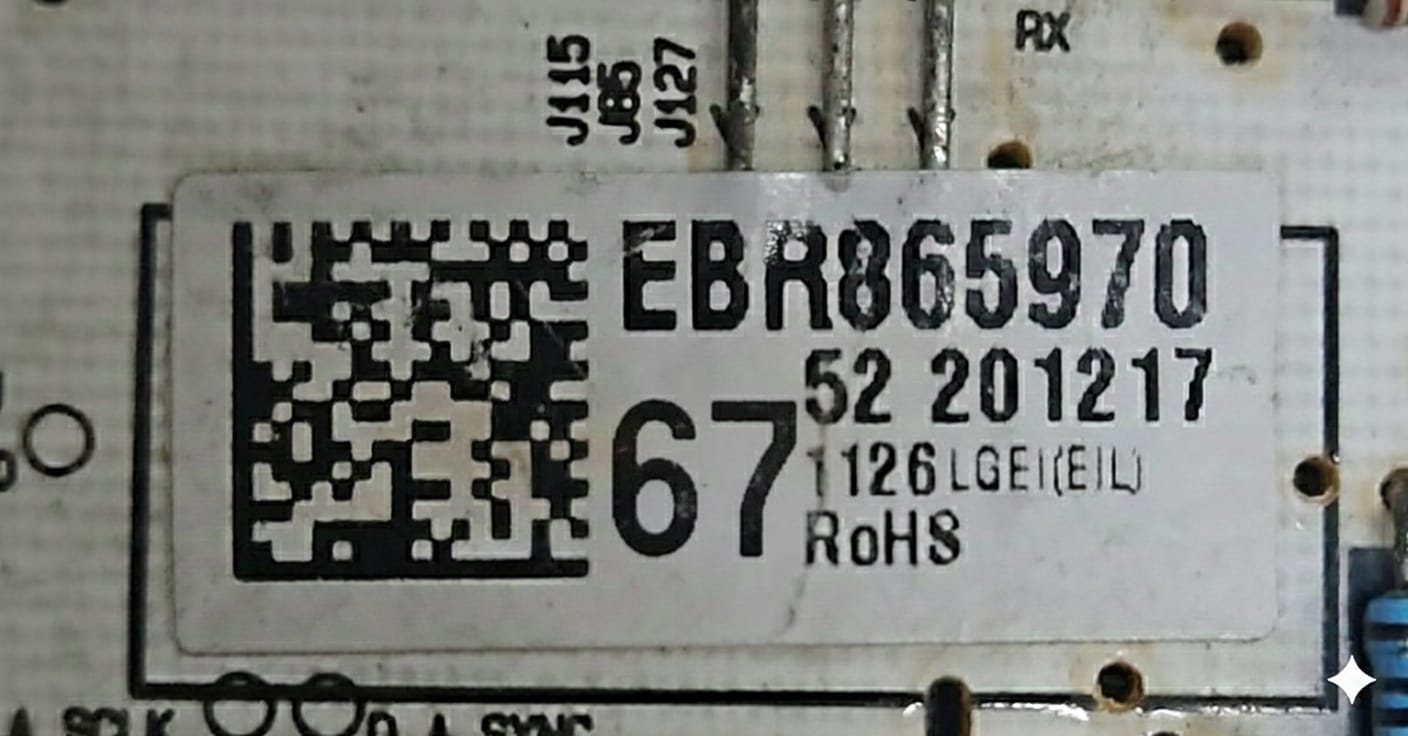 RX
J115
J85
J127
EBR865970
52 201217
67
1126 LGEI(EIL)
RoHS